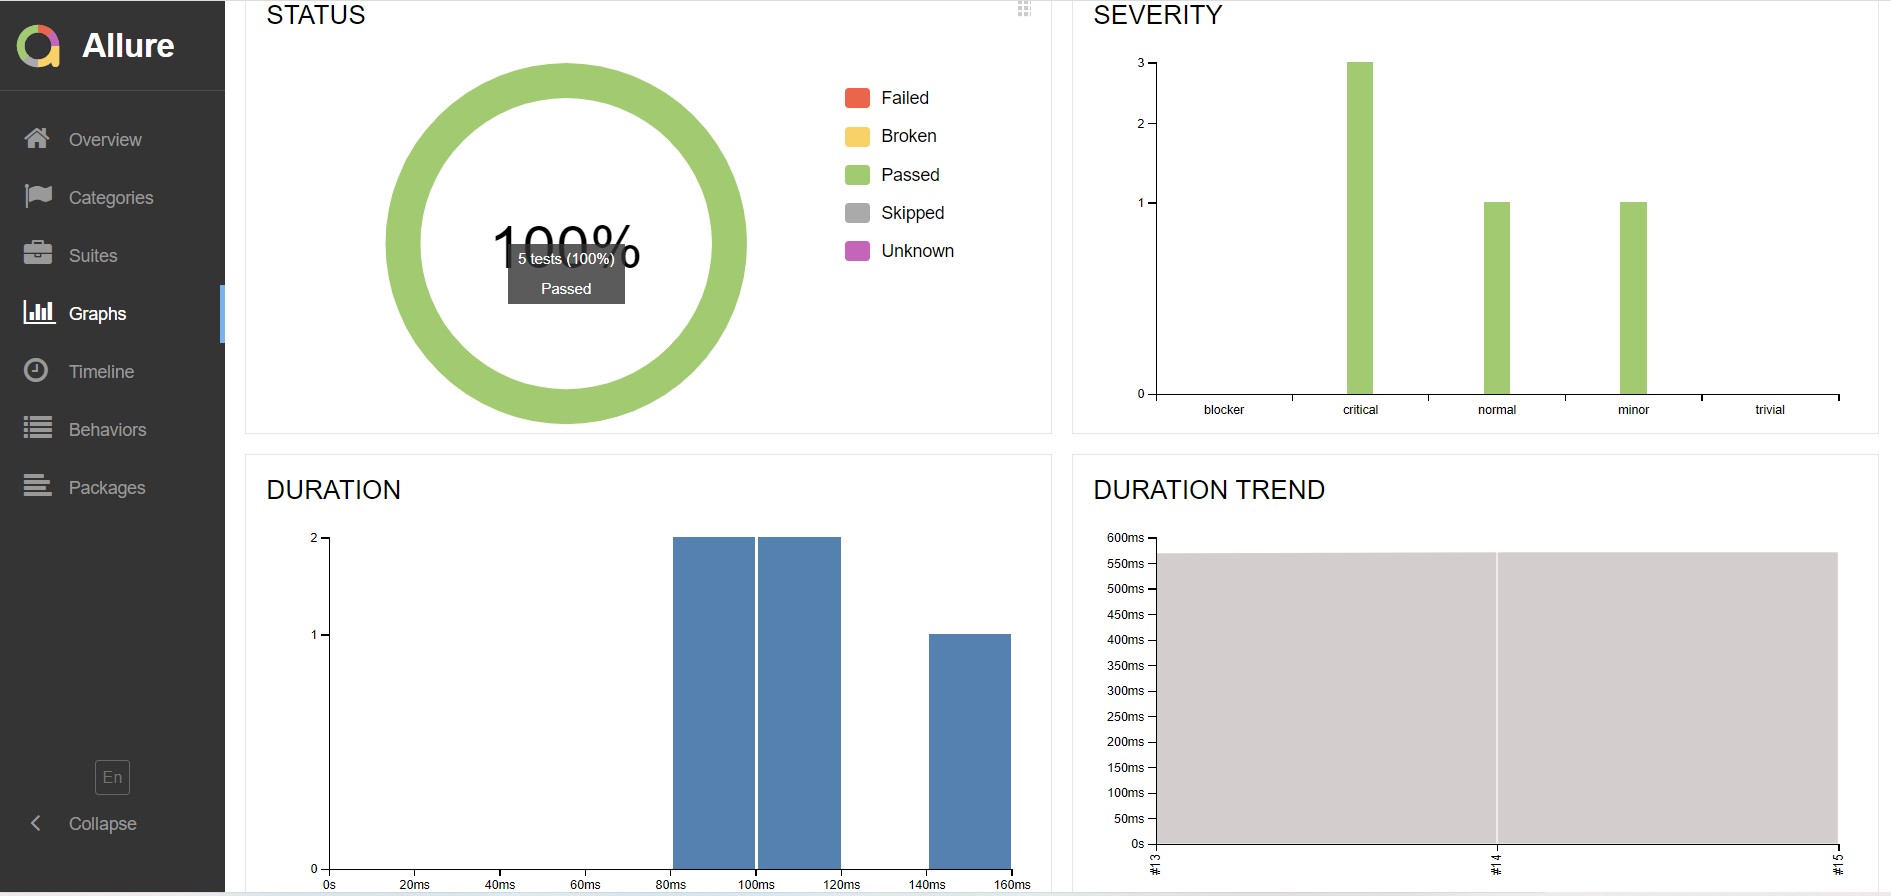 Allure
Overview
Categories
Suites
Graphs
Timeline
Behaviors
Packages
En
Collapse
STATUS
100%
5 tests (100%)
Passed
Failed
Broken
Passed
Skipped
Unknown
SEVERITY
3
2
1
0
blocker critical normal minor trivial
DURATION
2
1
0
0s 20ms 40ms 60ms 80ms 100ms 120ms 140ms 160ms
DURATION TREND
600ms
550ms
500ms
450ms
400ms
350ms
300ms
250ms
200ms
150ms
100ms
50ms
0s
#13 #14 #15